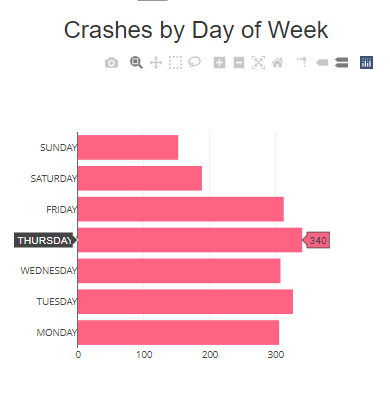 Crashes by Day of Week
SUNDAY
SATURDAY
FRIDAY
THURSDAY 340
WEDNESDAY
TUESDAY
MONDAY
0 100 200 300